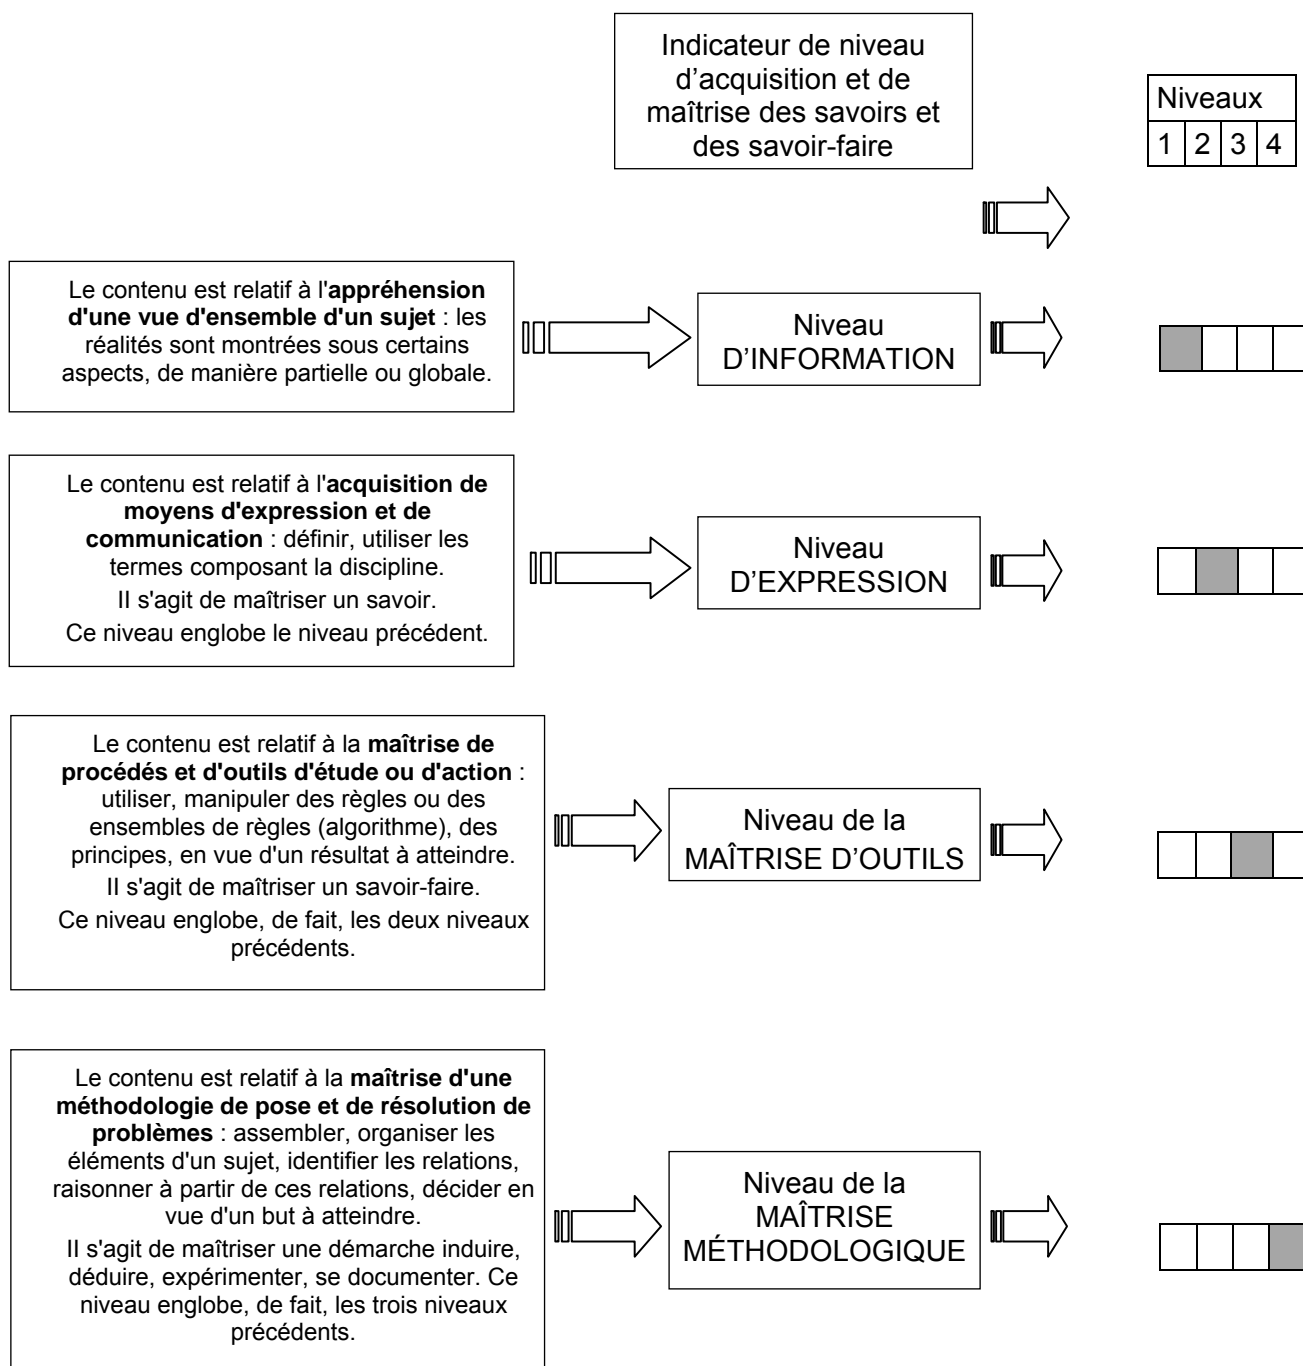 Indicateur de niveau
d’acquisition et de
maîtrise des savoirs et
des savoir-faire
Niveaux
1 2 3 4
Le contenu est relatif à l'appréhension
d'une vue d'ensemble d'un sujet : les
réalités sont montrées sous certains
aspects, de manière partielle ou globale.
Niveau
D’INFORMATION
Le contenu est relatif à l'acquisition de
moyens d'expression et de
communication : définir, utiliser les
termes composant la discipline.
II s'agit de maîtriser un savoir.
Ce niveau englobe le niveau précédent.
Niveau
D’EXPRESSION
Le contenu est relatif à la maîtrise de
procédés et d'outils d'étude ou d'action :
utiliser, manipuler des règles ou des
ensembles de règles (algorithme), des
principes, en vue d'un résultat à atteindre.
II s'agit de maîtriser un savoir-faire.
Ce niveau englobe, de fait, les deux niveaux
précédents.
Niveau de la
MAÎTRISE D’OUTILS
Le contenu est relatif à la maîtrise d'une
méthodologie de pose et de résolution de
problèmes : assembler, organiser les
éléments d'un sujet, identifier les relations,
raisonner à partir de ces relations, décider en
vue d'un but à atteindre.
II s'agit de maîtriser une démarche induire,
déduire, expérimenter, se documenter. Ce
niveau englobe, de fait, les trois niveaux
précédents.
Niveau de la
MAÎTRISE
MÉTHODOLOGIQUE